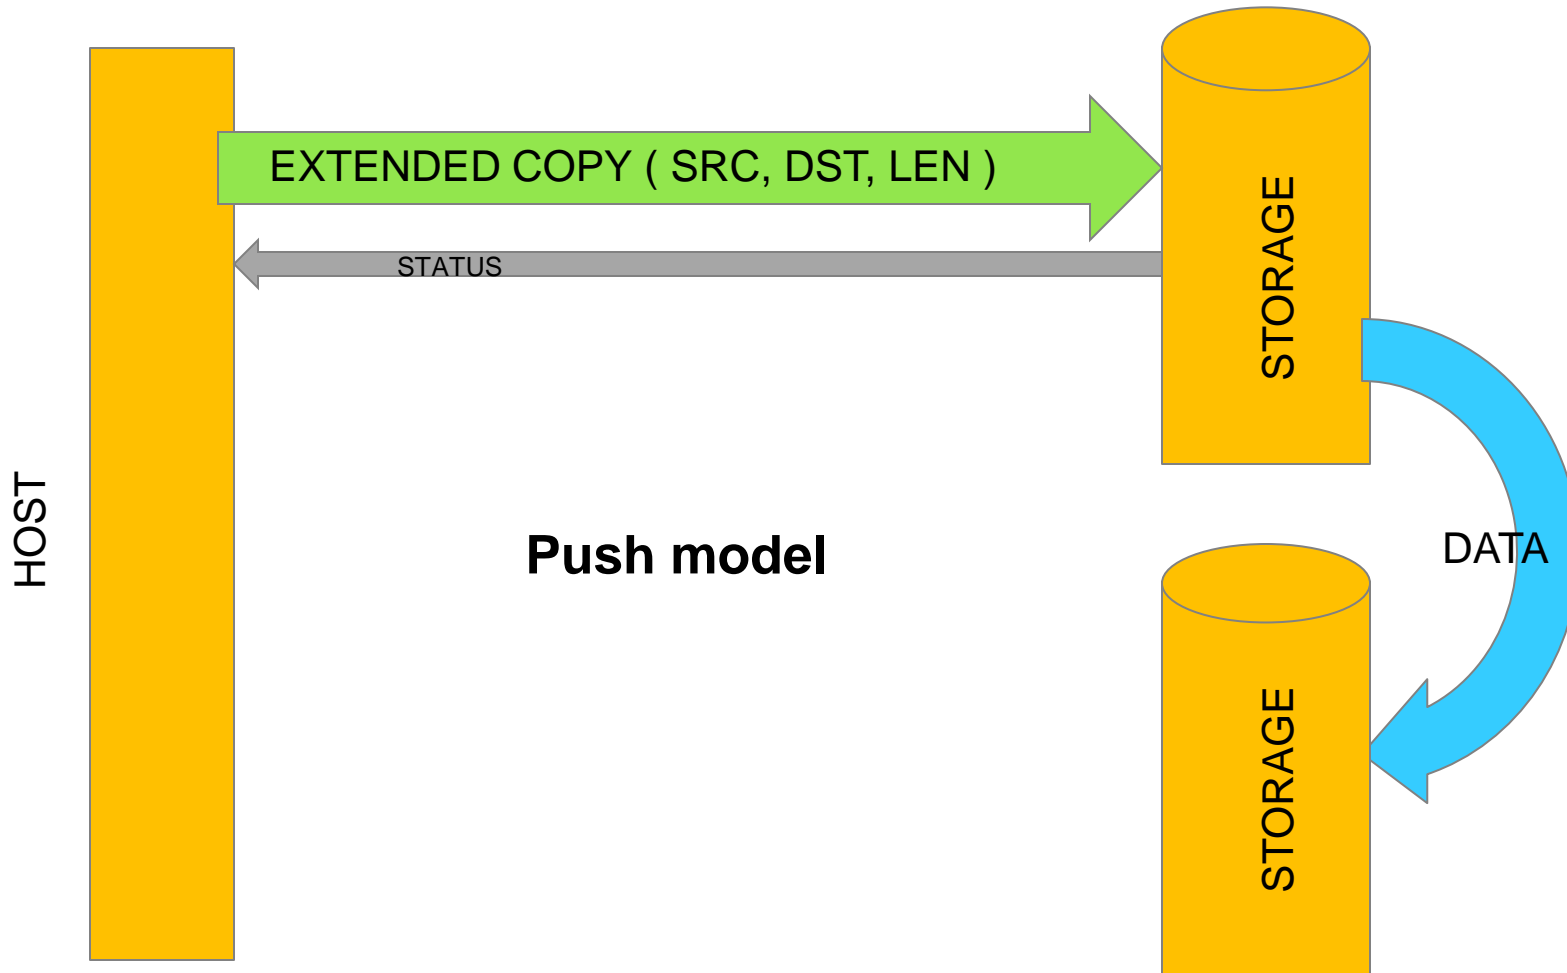 EXTENDED COPY ( SRC, DST, LEN )
STATUS
STORAGE
HOST
Push model
DATA
STORAGE